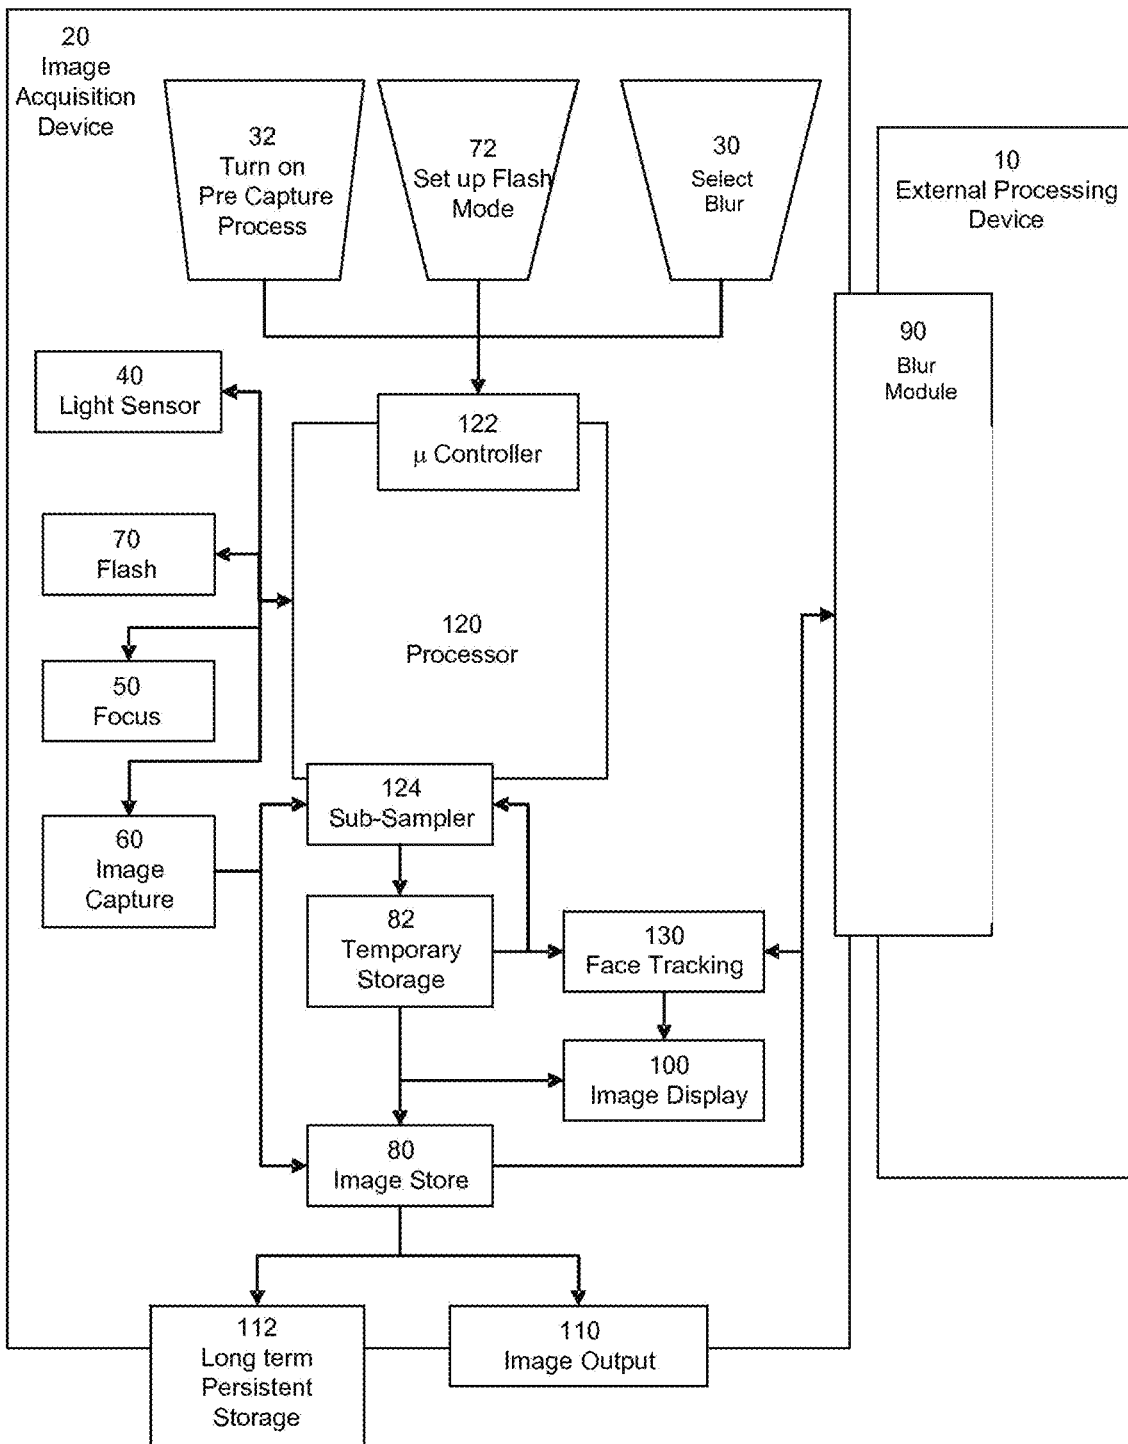 20
Image
Acquisition
Device
32
Turn on
Pre Capture
Process
72
Set up Flash
Mode
30
Select
Blur
10
External Processing
Device
90
Blur
Module
40
Light Sensor
122
μ Controller
70
Flash
120
Processor
50
Focus
124
Sub-Sampler
60
Image
Capture
82
Temporary
Storage
130
Face Tracking
100
Image Display
80
Image Store
112
Long term
Persistent
Storage
110
Image Output